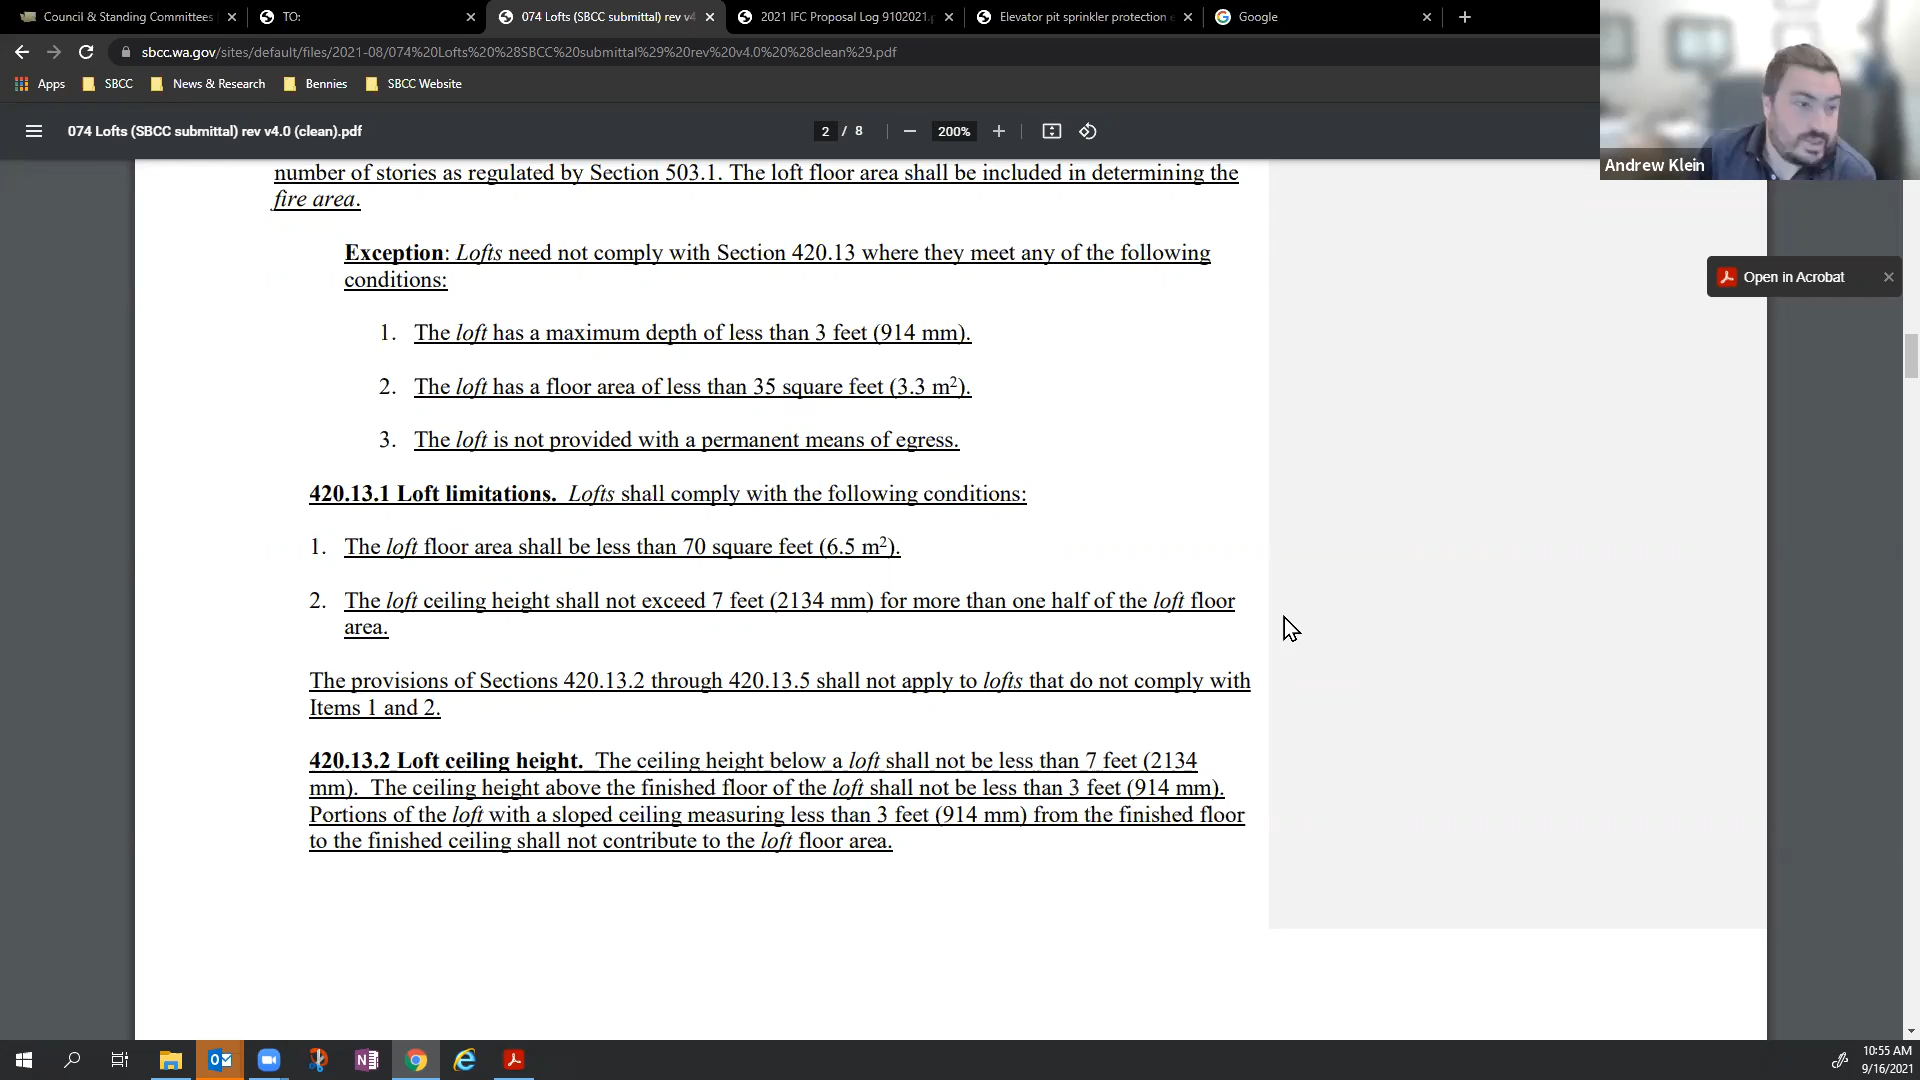 Council & Standing Committees
TO:
074 Lofts (SBCC submittal) rev v4
2021 IFC Proposal Log 9102021.
Elevator pit sprinkler protection
Google
sbcc.wa.gov/sites/default/files/2021-08/074%20Lofts%20%28SBCC%20submittal%29%20rev%20v4.0%20%28clean%29.pdf
Apps
SBCC
News & Research
Bennies
SBCC Website
074 Lofts (SBCC submittal) rev v4.0 (clean).pdf
2 / 8
200%
Andrew Klein
Open in Acrobat
number of stories as regulated by Section 503.1. The loft floor area shall be included in determining the
fire area.
Exception: Lofts need not comply with Section 420.13 where they meet any of the following
conditions:
1. The loft has a maximum depth of less than 3 feet (914 mm).
2. The loft has a floor area of less than 35 square feet (3.3 m²).
3. The loft is not provided with a permanent means of egress.
420.13.1 Loft limitations. Lofts shall comply with the following conditions:
1. The loft floor area shall be less than 70 square feet (6.5 m²).
2. The loft ceiling height shall not exceed 7 feet (2134 mm) for more than one half of the loft floor
area.
The provisions of Sections 420.13.2 through 420.13.5 shall not apply to lofts that do not comply with
Items 1 and 2.
420.13.2 Loft ceiling height. The ceiling height below a loft shall not be less than 7 feet (2134
mm). The ceiling height above the finished floor of the loft shall not be less than 3 feet (914 mm).
Portions of the loft with a sloped ceiling measuring less than 3 feet (914 mm) from the finished floor
to the finished ceiling shall not contribute to the loft floor area.
10:55 AM
9/16/2021